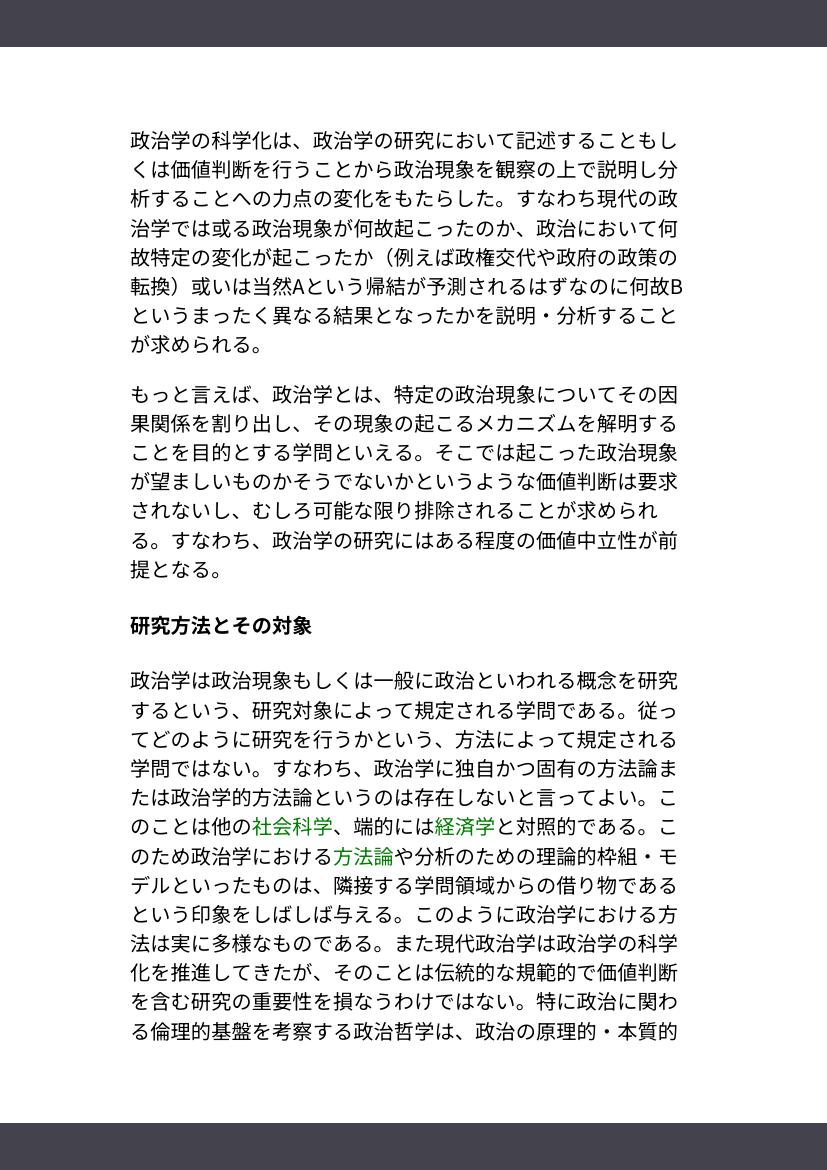 政治学の科学化は、政治学の研究において記述することもし
くは価値判断を行うことから政治現象を観察の上で説明し分
析することへの力点の変化をもたらした。すなわち現代の政
治学では或る政治現象が何故起こったのか、政治において何
故特定の変化が起こったか（例えば政権交代や政府の政策の
転換）或いは当然Aという帰結が予測されるはずなのに何故B
というまったく異なる結果となったかを説明・分析すること
が求められる。
もっと言えば、政治学とは、特定の政治現象についてその因
果関係を割り出し、その現象の起こるメカニズムを解明する
ことを目的とする学問といえる。そこでは起こった政治現象
が望ましいものかそうでないかというような価値判断は要求
されないし、むしろ可能な限り排除されることが求められ
る。すなわち、政治学の研究にはある程度の価値中立性が前
提となる。
研究方法とその対象
政治学は政治現象もしくは一般に政治といわれる概念を研究
するという、研究対象によって規定される学問である。従っ
てどのように研究を行うかという、方法によって規定される
学問ではない。すなわち、政治学に独自かつ固有の方法論ま
たは政治学的方法論というのは存在しないと言ってよい。こ
のことは他の社会科学、端的には経済学と対照的である。こ
のため政治学における方法論や分析のための理論的枠組・モ
デルといったものは、隣接する学問領域からの借り物である
という印象をしばしば与える。このように政治学における方
法は実に多様なものである。また現代政治学は政治学の科学
化を推進してきたが、そのことは伝統的な規範的で価値判断
を含む研究の重要性を損なうわけではない。特に政治に関わ
る倫理的基盤を考察する政治哲学は、政治の原理的・本質的